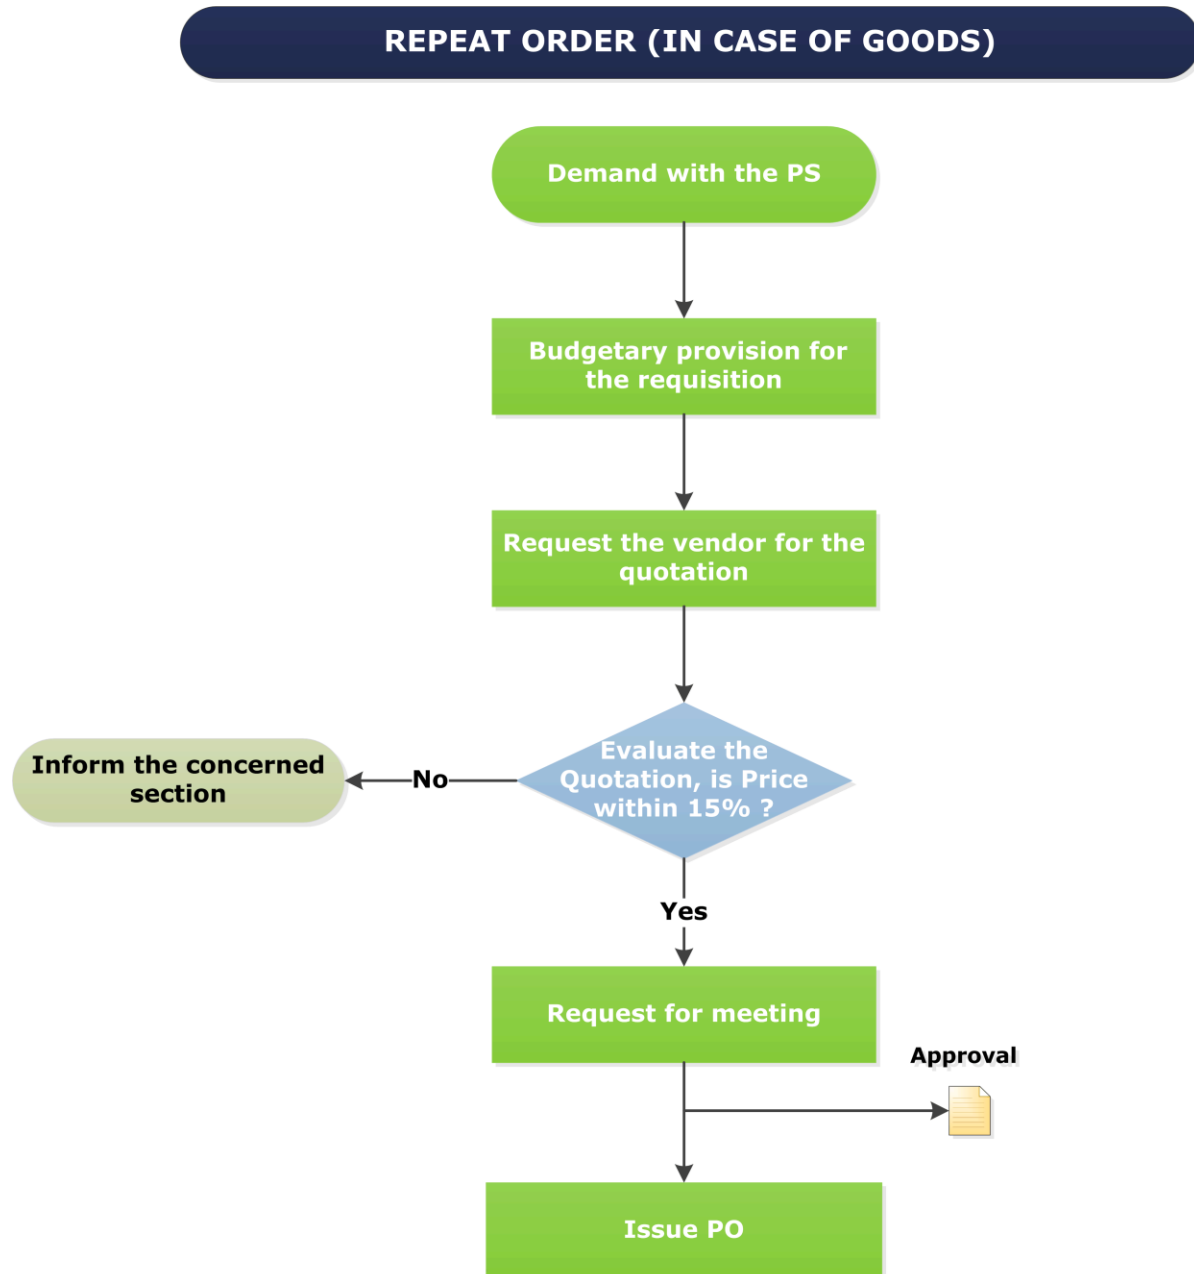 REPEAT ORDER (IN CASE OF GOODS)
Demand with the PS
Budgetary provision for
the requisition
Request the vendor for the
quotation
Evaluate the
Quotation, is Price
within 15% ?
No
Inform the concerned
section
Yes
Request for meeting
Approval
Issue PO